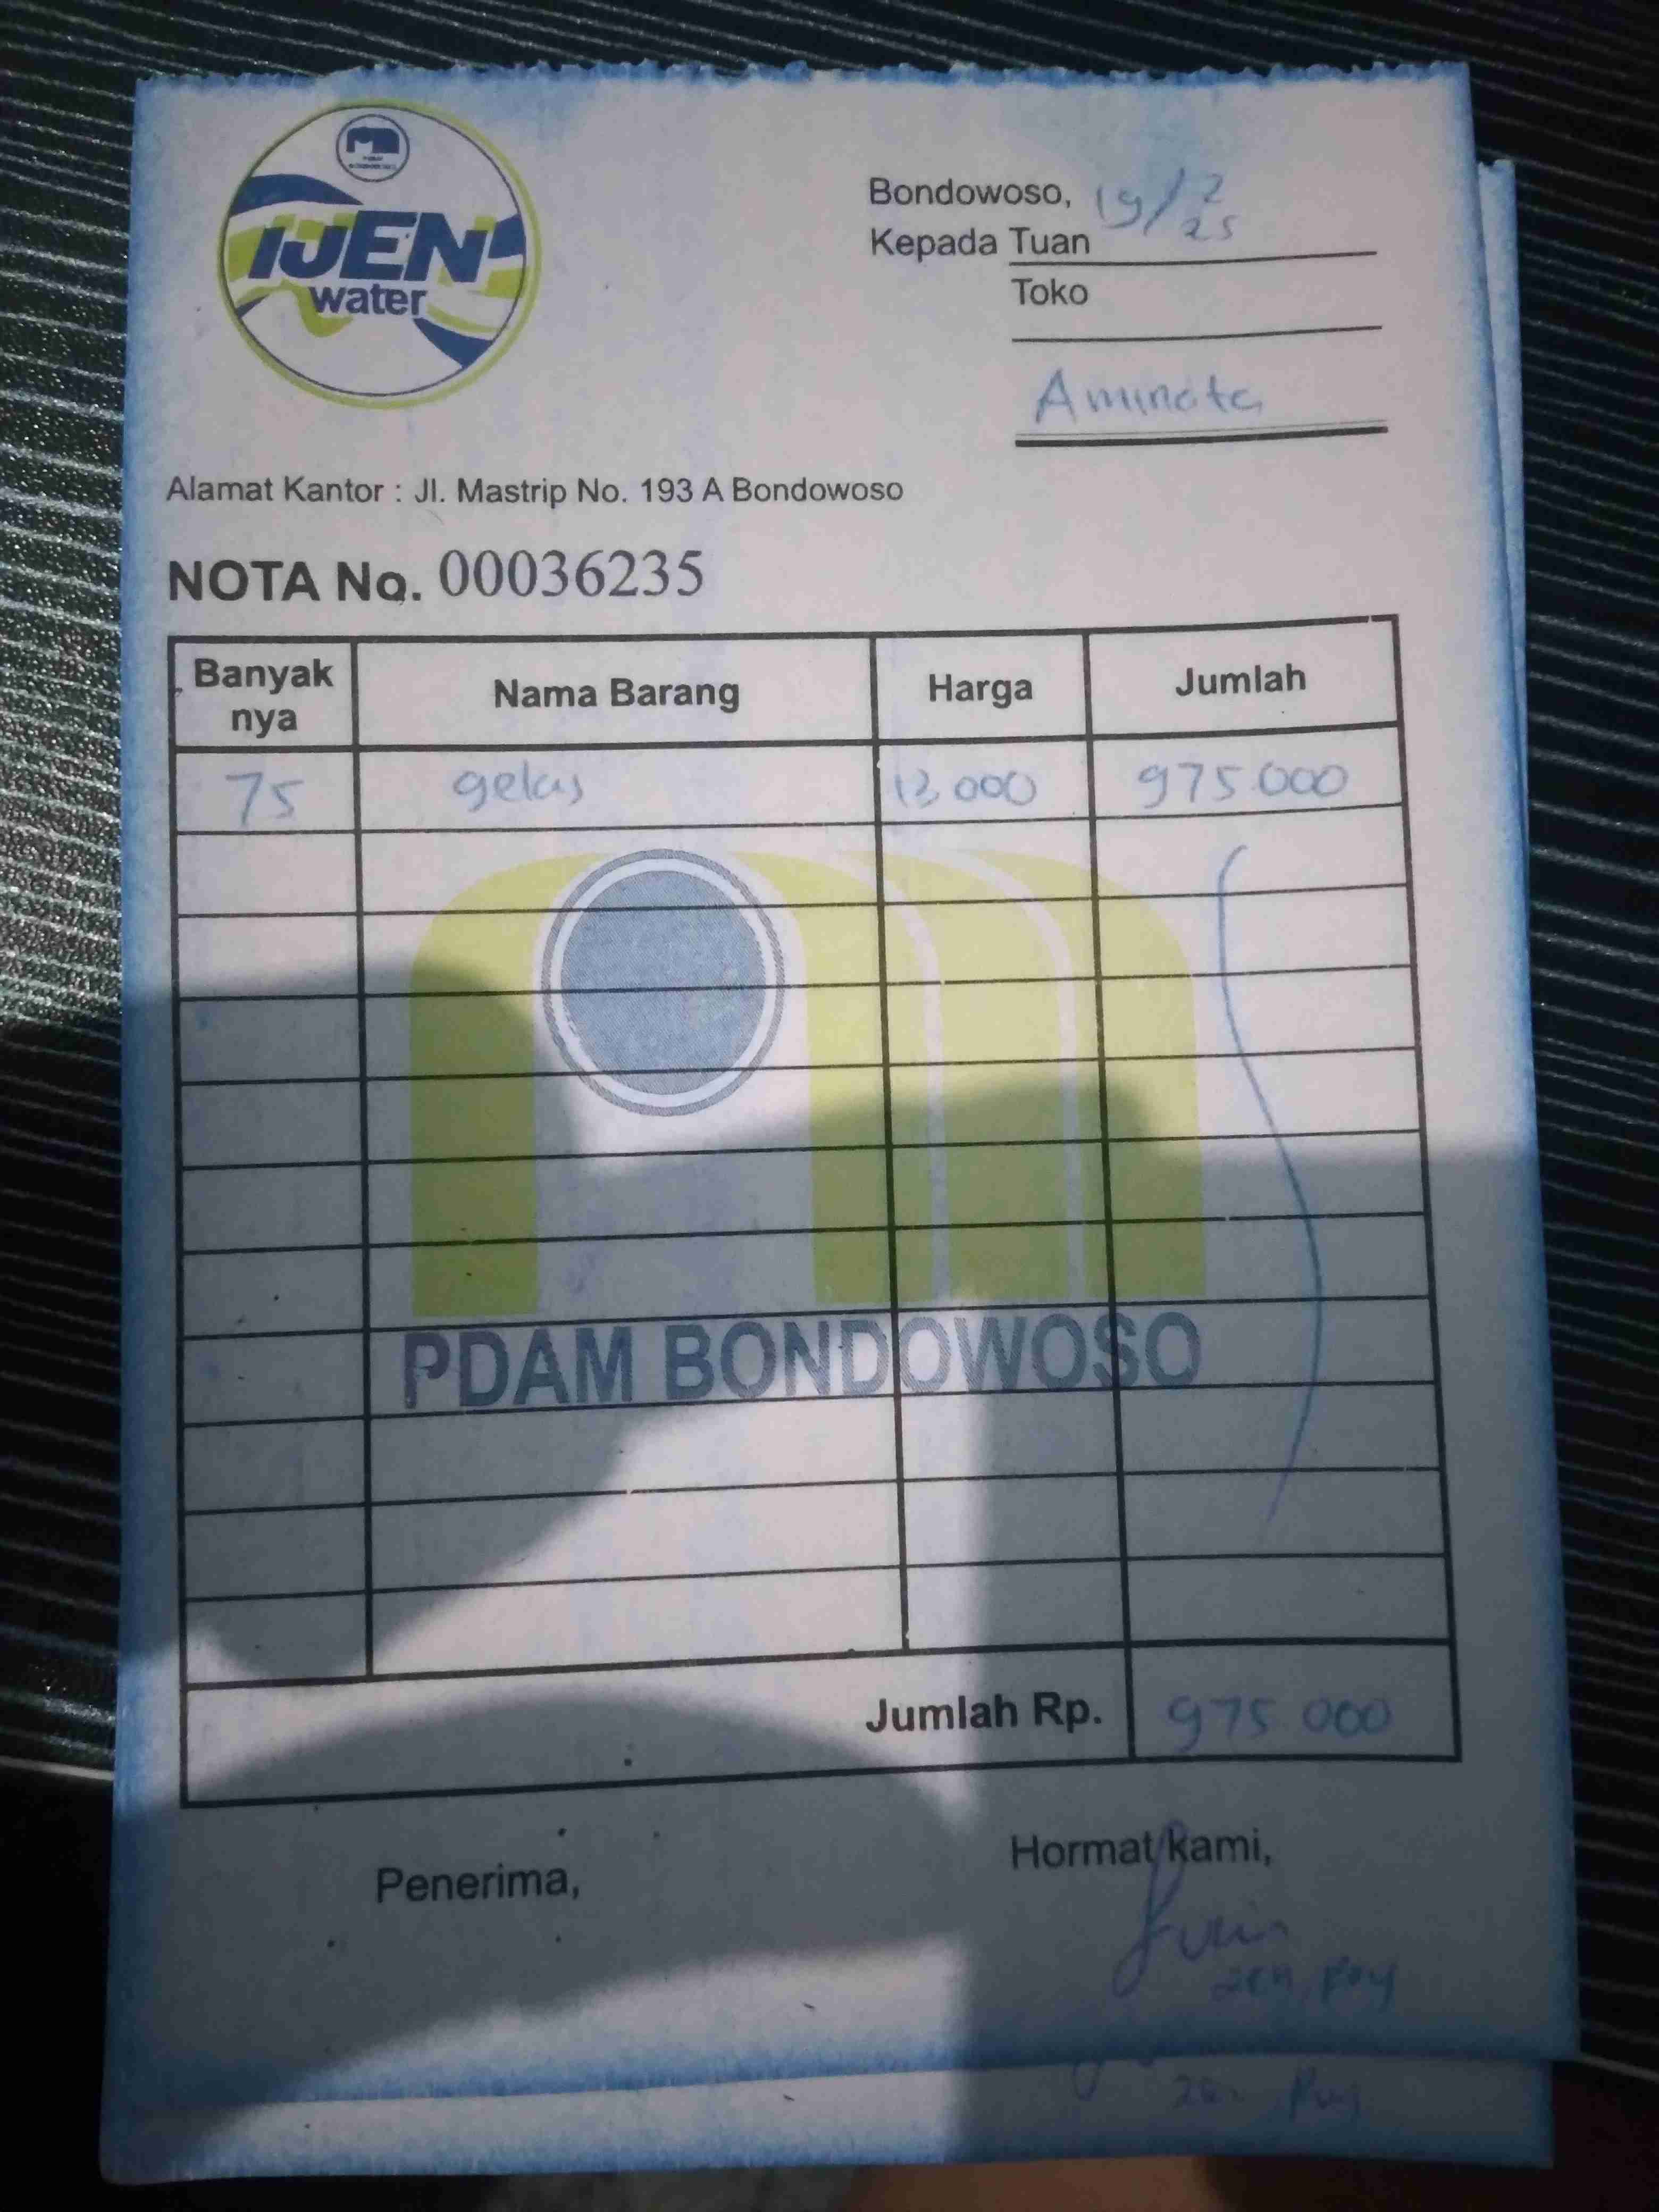 IJEN
water
Bondowoso, 19/2 25
Kepada Tuan
Toko
Aminata
Alamat Kantor : Jl. Mastrip No. 193 A Bondowoso
NOTA No. 00036235
Banyak nya Nama Barang Harga Jumlah
75 gelas 13.000 975.000
PDAM BONDOWOSO
Jumlah Rp. 975 000
Penerima, Hormat kami,